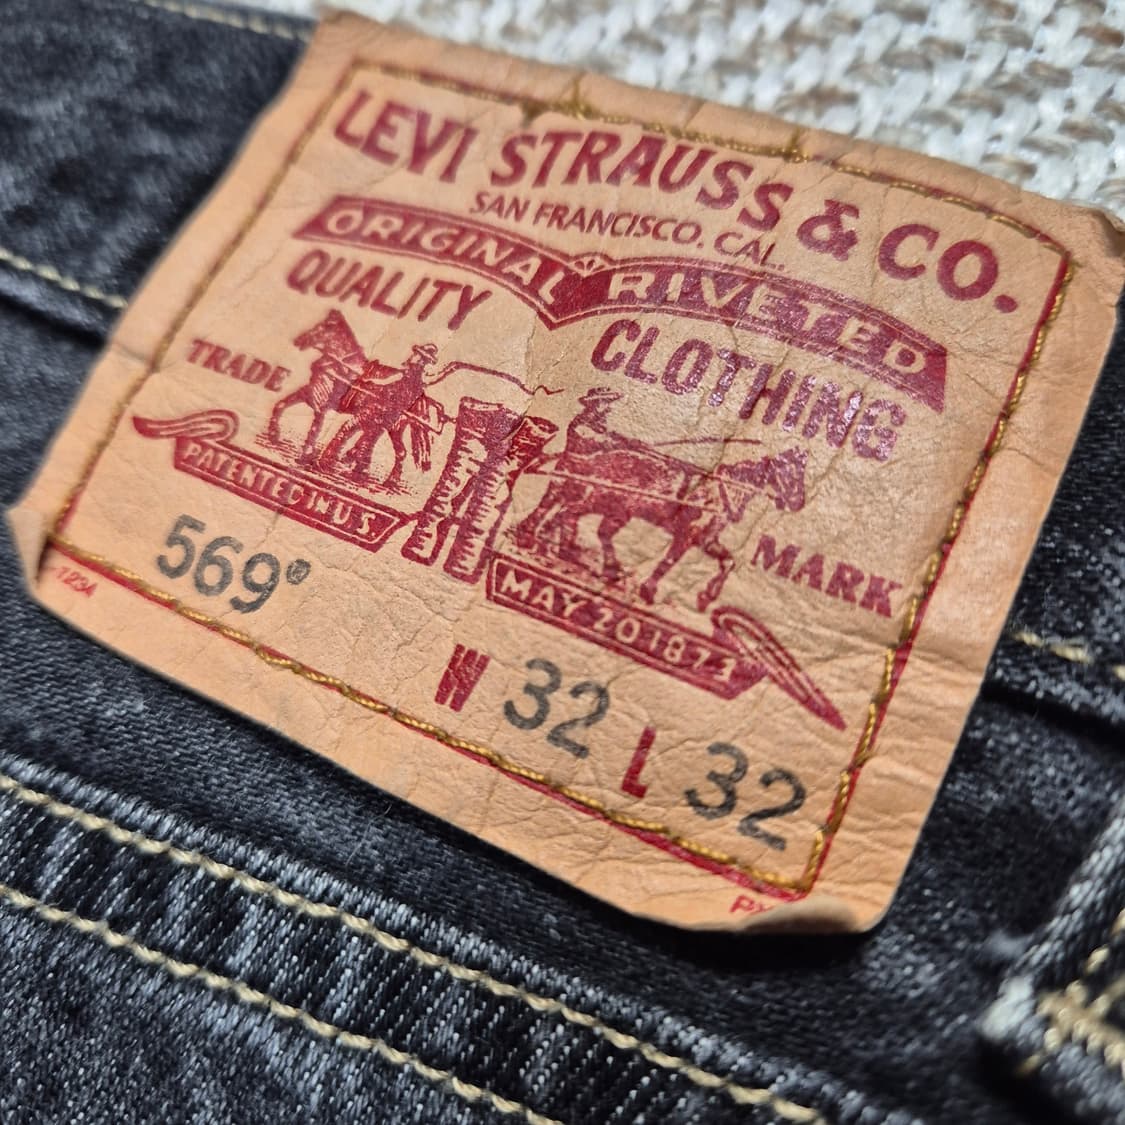 LEVI STRAUSS & CO.
SAN FRANCISCO. CAL.
ORIGINAL RIVETED
QUALITY CLOTHING
TRADE MARK
PATENTED IN U.S.
MAY 20 1873
569®
W 32 L 32